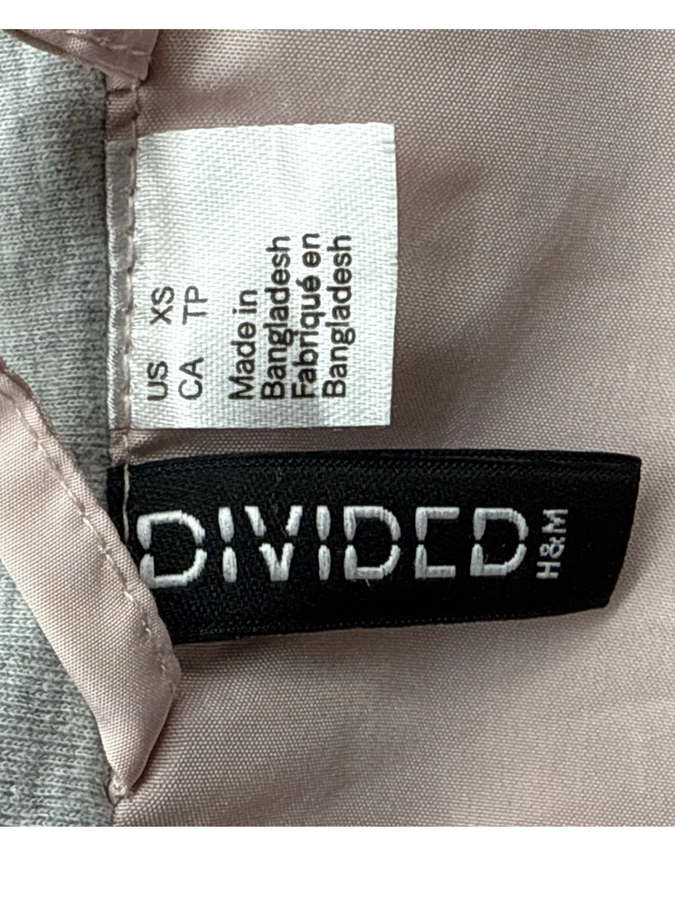 US XS
CA TP
Made in
Bangladesh
Fabriqué en
Bangladesh
DIVIDED
H&M